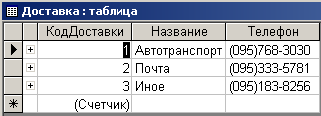 Доставка : таблица
КодДоставки Название Телефон
1 Автотранспорт (095)768-3030
2 Почта (095)333-5781
3 Иное (095)183-8256
(Счетчик)